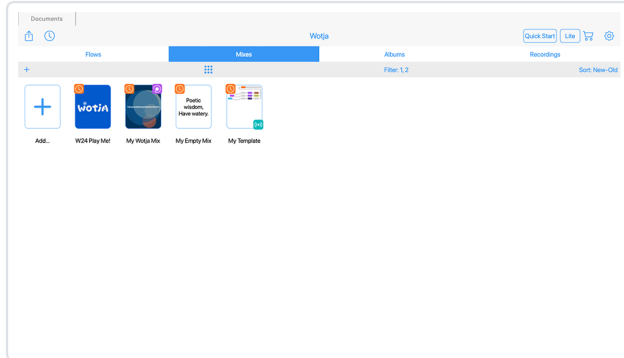 Documents
Wotja
Quick Start
Lite
Flows
Mixes
Albums
Recordings
Filter: 1, 2
Sort: New-Old
wotja
Poetic
wisdom,
Have watery.
Add...
W24 Play Me!
My Wotja Mix
My Empty Mix
My Template